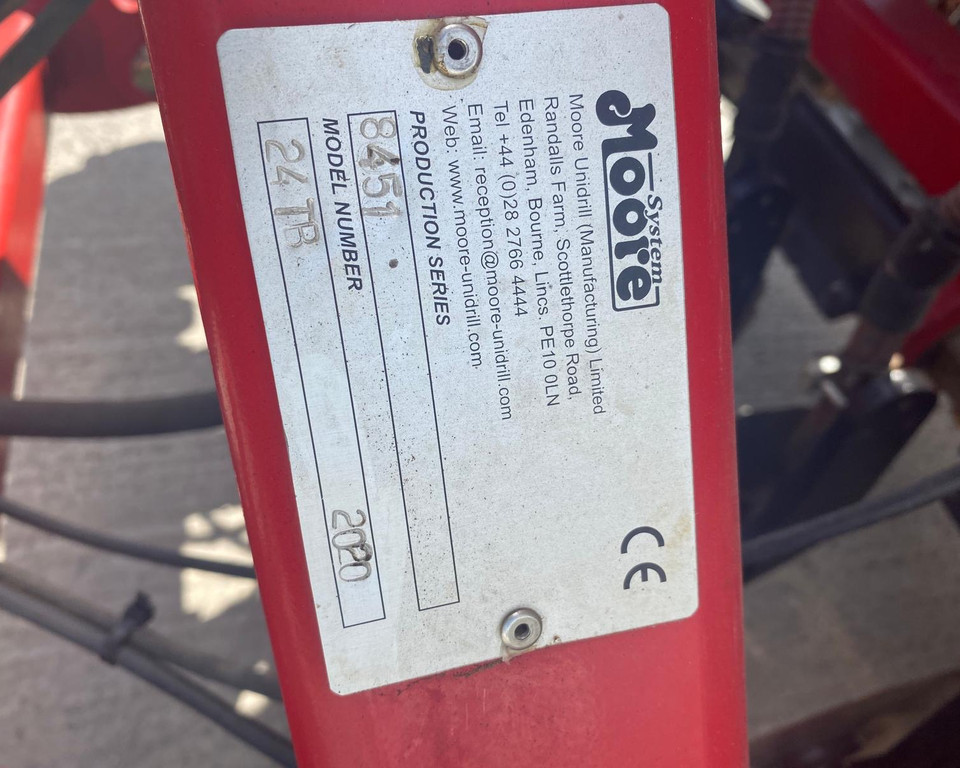 Moore
System
CE
Moore Unidrill (Manufacturing) Limited
Randalls Farm, Scottlethorpe Road,
Edenham, Bourne, Lincs, PE10 0LN
Tel +44 (0)28 2766 4444
Email: reception@moore-unidrill.com
Web: www.moore-unidrill.com
PRODUCTION SERIES
8451
MODEL NUMBER
24 TR 2020